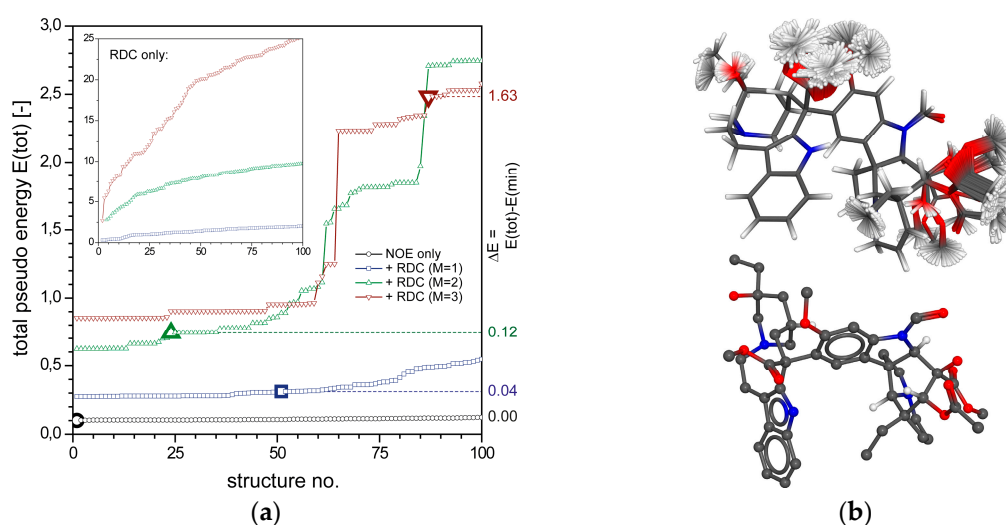 (a)
total pseudo energy E(tot) [-]
3,0
2,5
2,0
1,5
1,0
0,5
0,0
25
20
15
10
5
0
RDC only:
0 25 50 75 100
NOE only
+ RDC (M=1)
+ RDC (M=2)
+ RDC (M=3)
1.63
0.12
0.04
0.00
ΔE =
E(tot)-E(min)
0 25 50 75 100
structure no.
(b)